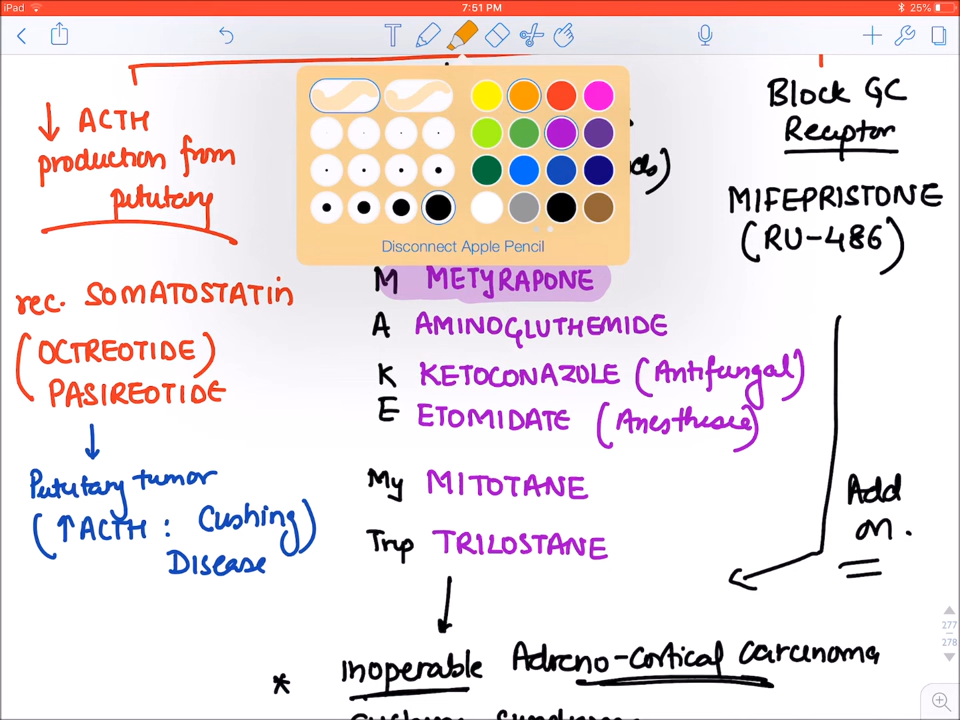 iPad
7:51 PM
25%
T
↓ ACTH
production from
pitutary
rec. SOMATOSTATIN
(OCTREOTIDE)
PASIREOTIDE
↓
Pitutary tumor
(↑ACTH : Cushing)
Disease
Disconnect Apple Pencil
M METYRAPONE
A AMINOGLUTHEMIDE
K KETOCONAZOLE (Antifungal)
E ETOMIDATE (Anesthesia)
My MITOTANE
Trip TRILOSTANE
* Inoperable Adreno-cortical carcinoma
Block GC
Receptor
MIFEPRISTONE
(RU-486)
Add
on.
277
278